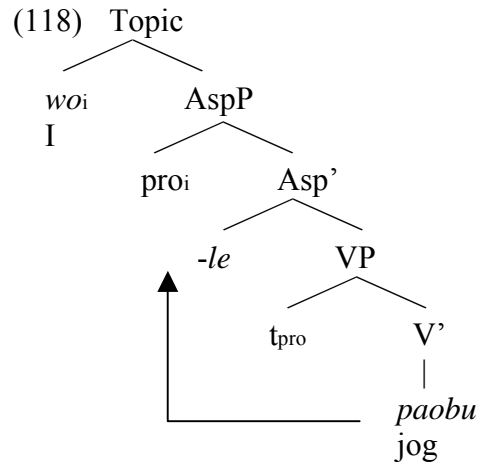 (118) Topic
woi AspP
I
proi Asp’
-le VP
tpro V’
paobu
jog